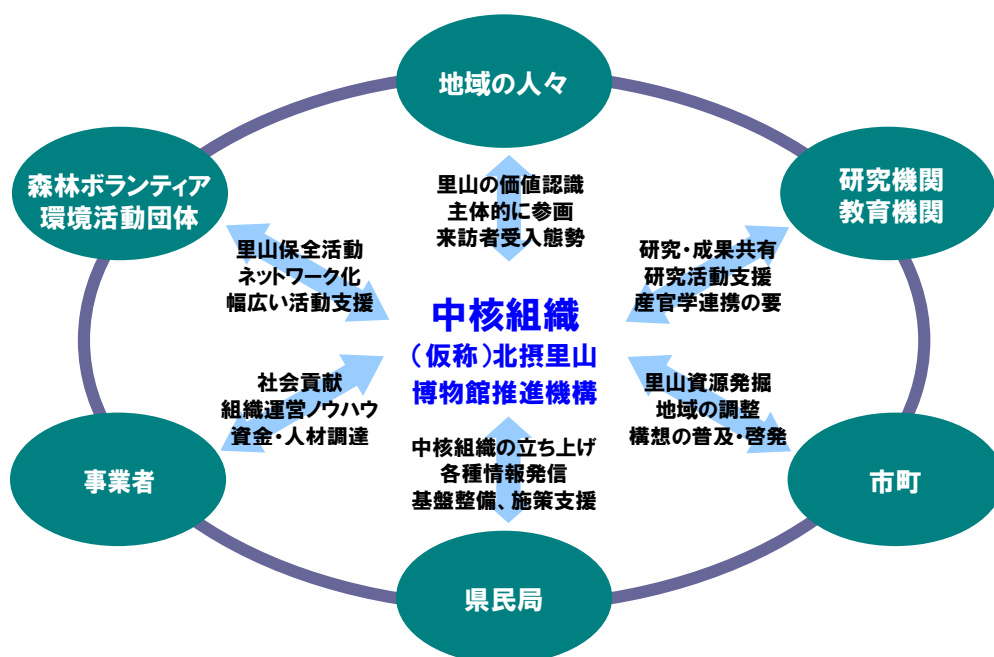 地域の人々
森林ボランティア
環境活動団体
研究機関
教育機関
里山の価値認識
主体的に参画
来訪者受入態勢
里山保全活動
ネットワーク化
幅広い活動支援
研究・成果共有
研究活動支援
産官学連携の要
中核組織
（仮称）北摂里山
博物館推進機構
社会貢献
組織運営ノウハウ
資金・人材調達
里山資源発掘
地域の調整
構想の普及・啓発
中核組織の立ち上げ
各種情報発信
基盤整備、施策支援
事業者
市町
県民局